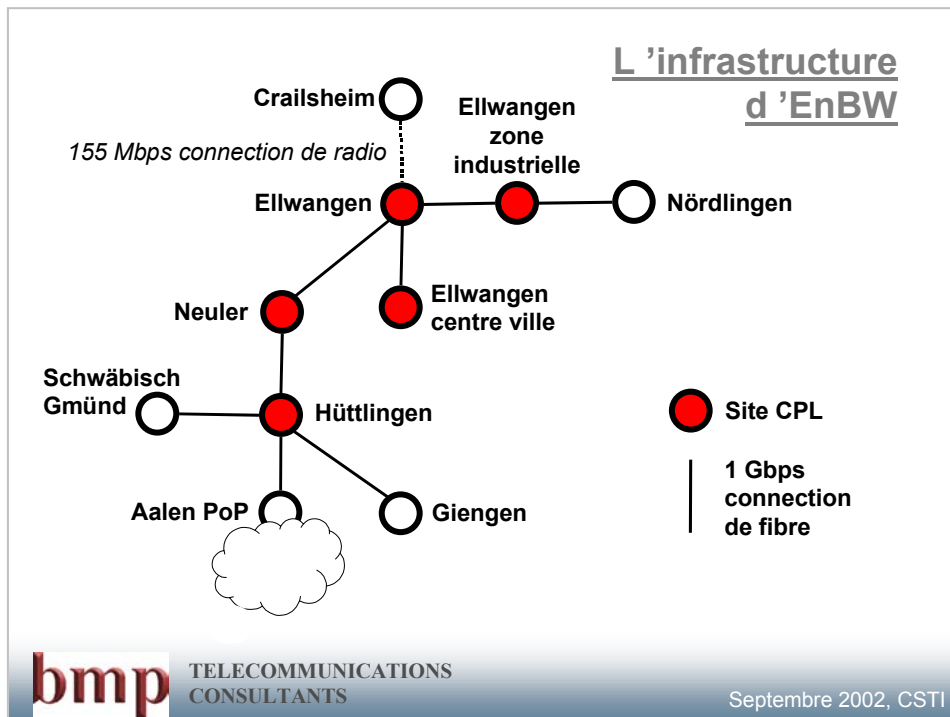 L ’infrastructure
d ’EnBW
Crailsheim
155 Mbps connection de radio
Ellwangen
zone
industrielle
Ellwangen
Nördlingen
Neuler
Ellwangen
centre ville
Schwäbisch
Gmünd
Hüttlingen
Site CPL
1 Gbps
connection
de fibre
Aalen PoP
Giengen
bmp
TELECOMMUNICATIONS
CONSULTANTS
Septembre 2002, CSTI